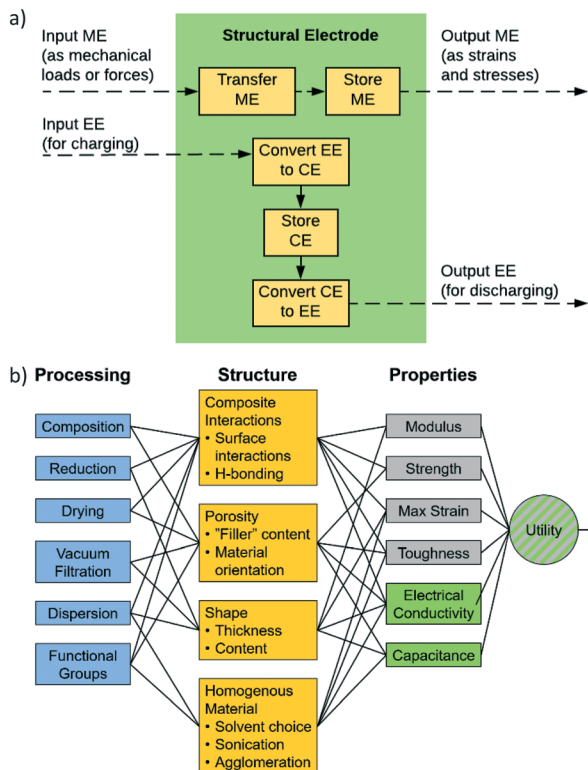 a)
Input ME
(as mechanical
loads or forces)
Structural Electrode
Output ME
(as strains
and stresses)
Transfer
ME
Store
ME
Input EE
(for charging)
Convert EE
to CE
Store
CE
Convert CE
to EE
Output EE
(for discharging)
b)
Processing
Structure
Properties
Composition
Reduction
Drying
Vacuum
Filtration
Dispersion
Functional
Groups
Composite
Interactions
• Surface
interactions
• H-bonding
Porosity
• "Filler" content
• Material
orientation
Shape
• Thickness
• Content
Homogenous
Material
• Solvent choice
• Sonication
• Agglomeration
Modulus
Strength
Max Strain
Toughness
Electrical
Conductivity
Capacitance
Utility